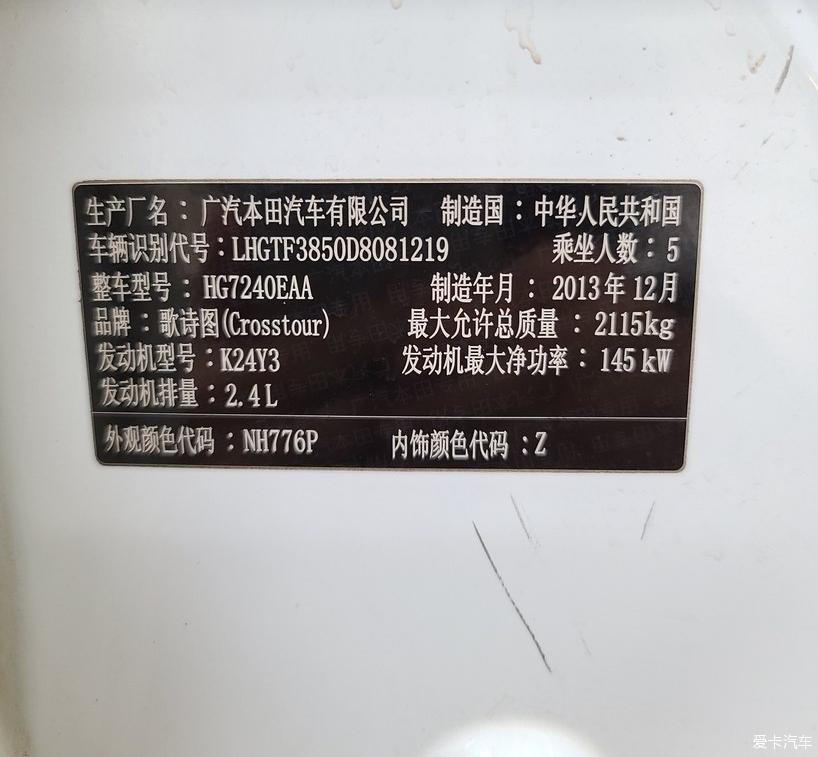 生产厂名：广汽本田汽车有限公司 制造国：中华人民共和国
车辆识别代号：LHGTF3850D8081219 乘坐人数：5
整车型号：HG7240EAA 制造年月：2013年12月
品牌：歌诗图(Crosstour) 最大允许总质量：2115kg
发动机型号：K24Y3 发动机最大净功率：145kW
发动机排量：2.4L
外观颜色代码：NH776P 内饰颜色代码：Z
爱卡汽车